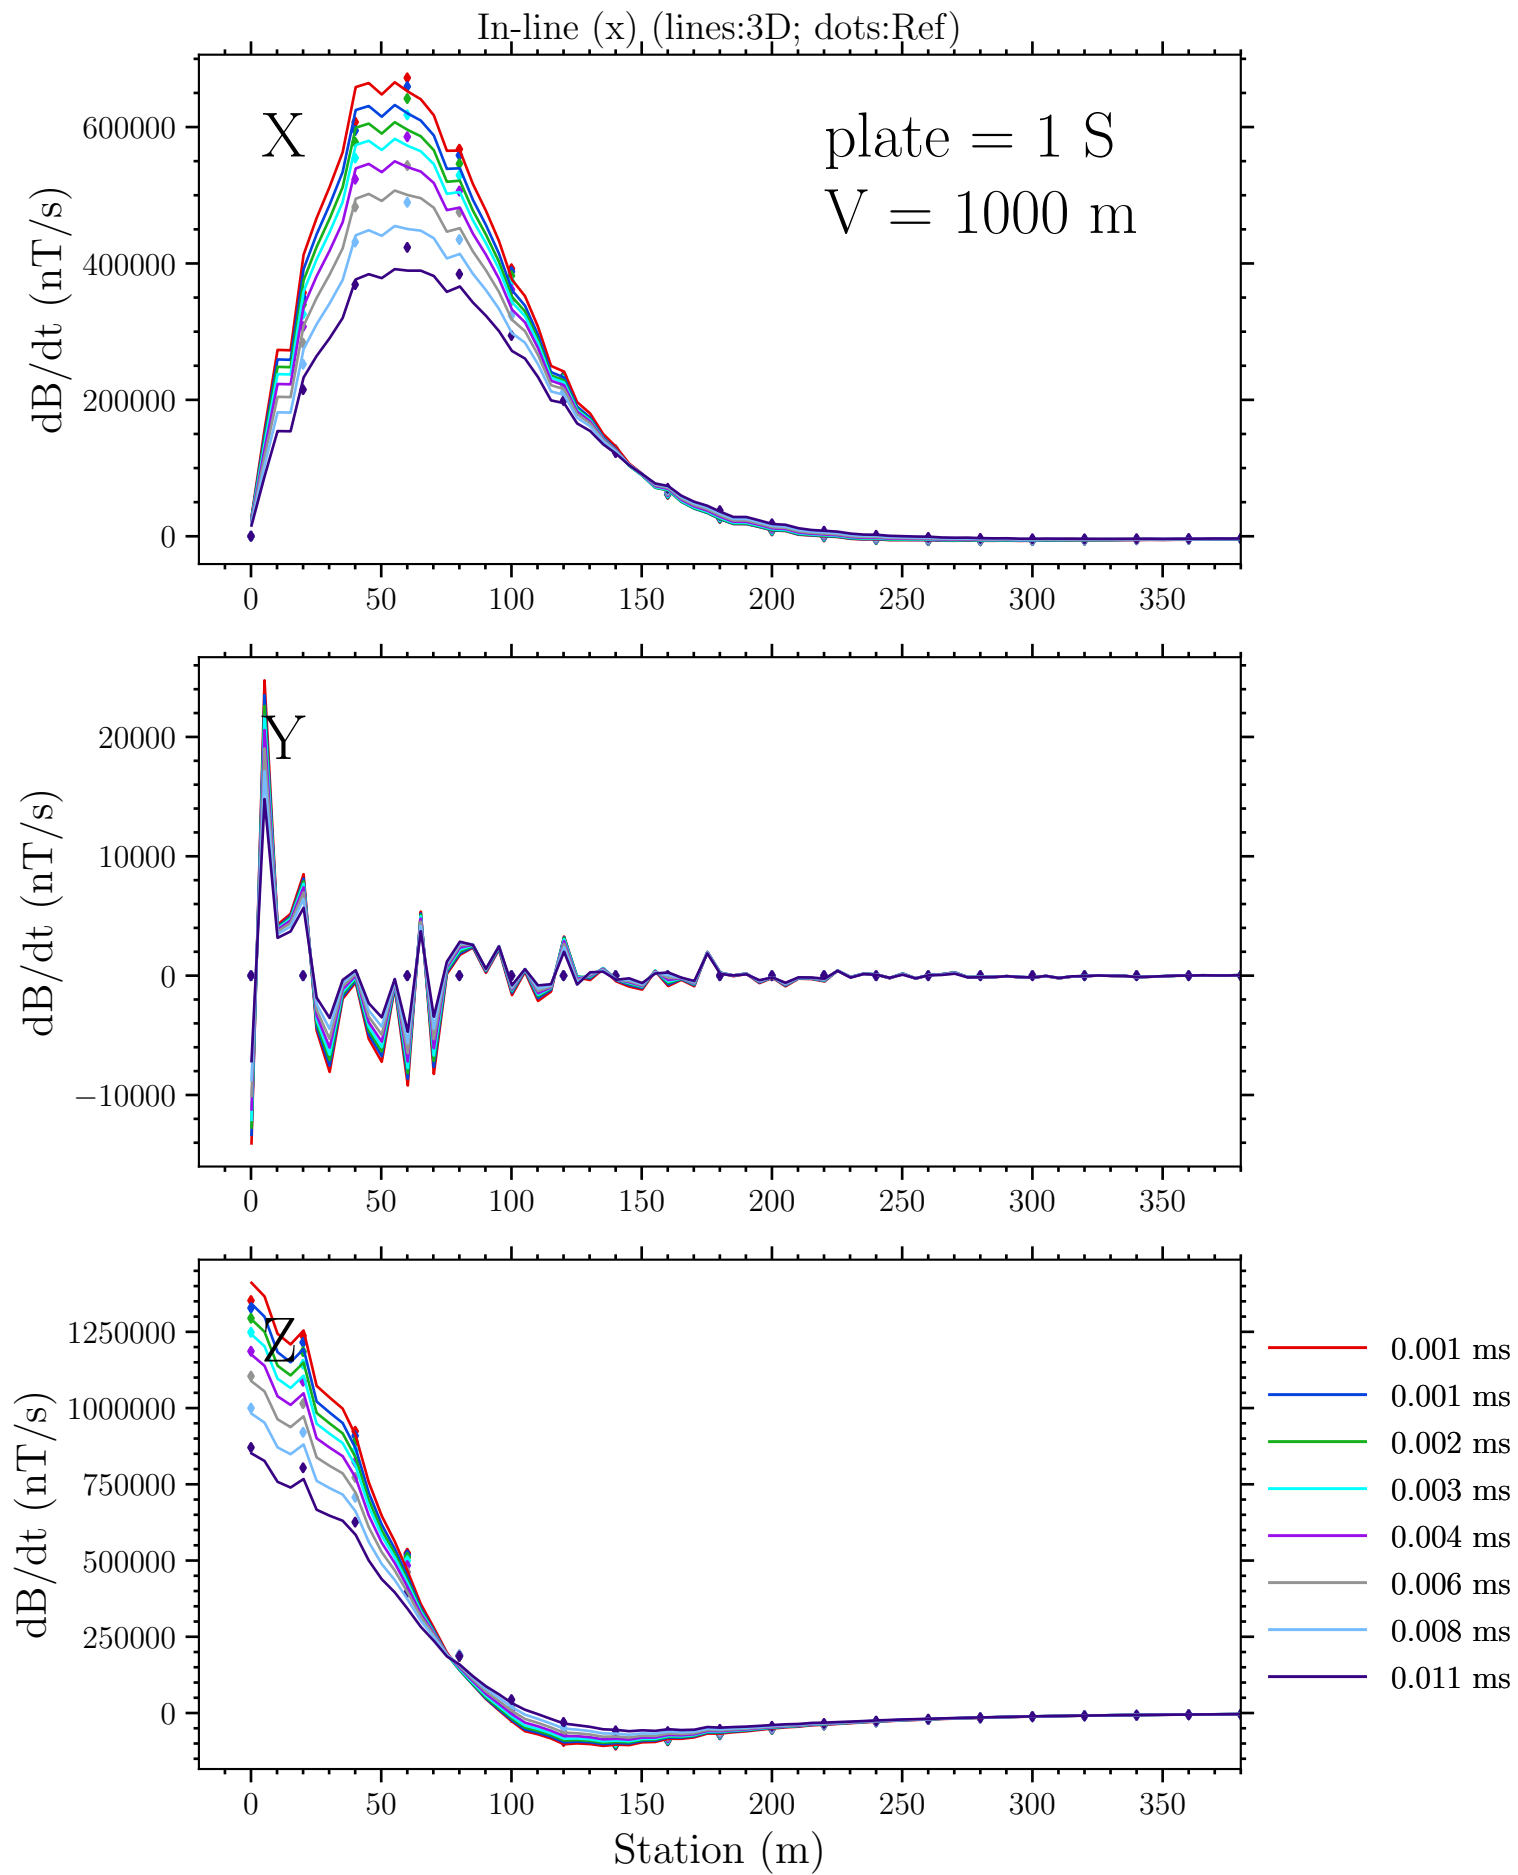 In-line (x) (lines:3D; dots:Ref)
X
plate = 1 S
V = 1000 m
dB/dt (nT/s)
600000
400000
200000
0
0 50 100 150 200 250 300 350
Y
dB/dt (nT/s)
20000
10000
0
−10000
0 50 100 150 200 250 300 350
Z
dB/dt (nT/s)
1250000
1000000
750000
500000
250000
0
0 50 100 150 200 250 300 350
Station (m)
0.001 ms
0.001 ms
0.002 ms
0.003 ms
0.004 ms
0.006 ms
0.008 ms
0.011 ms